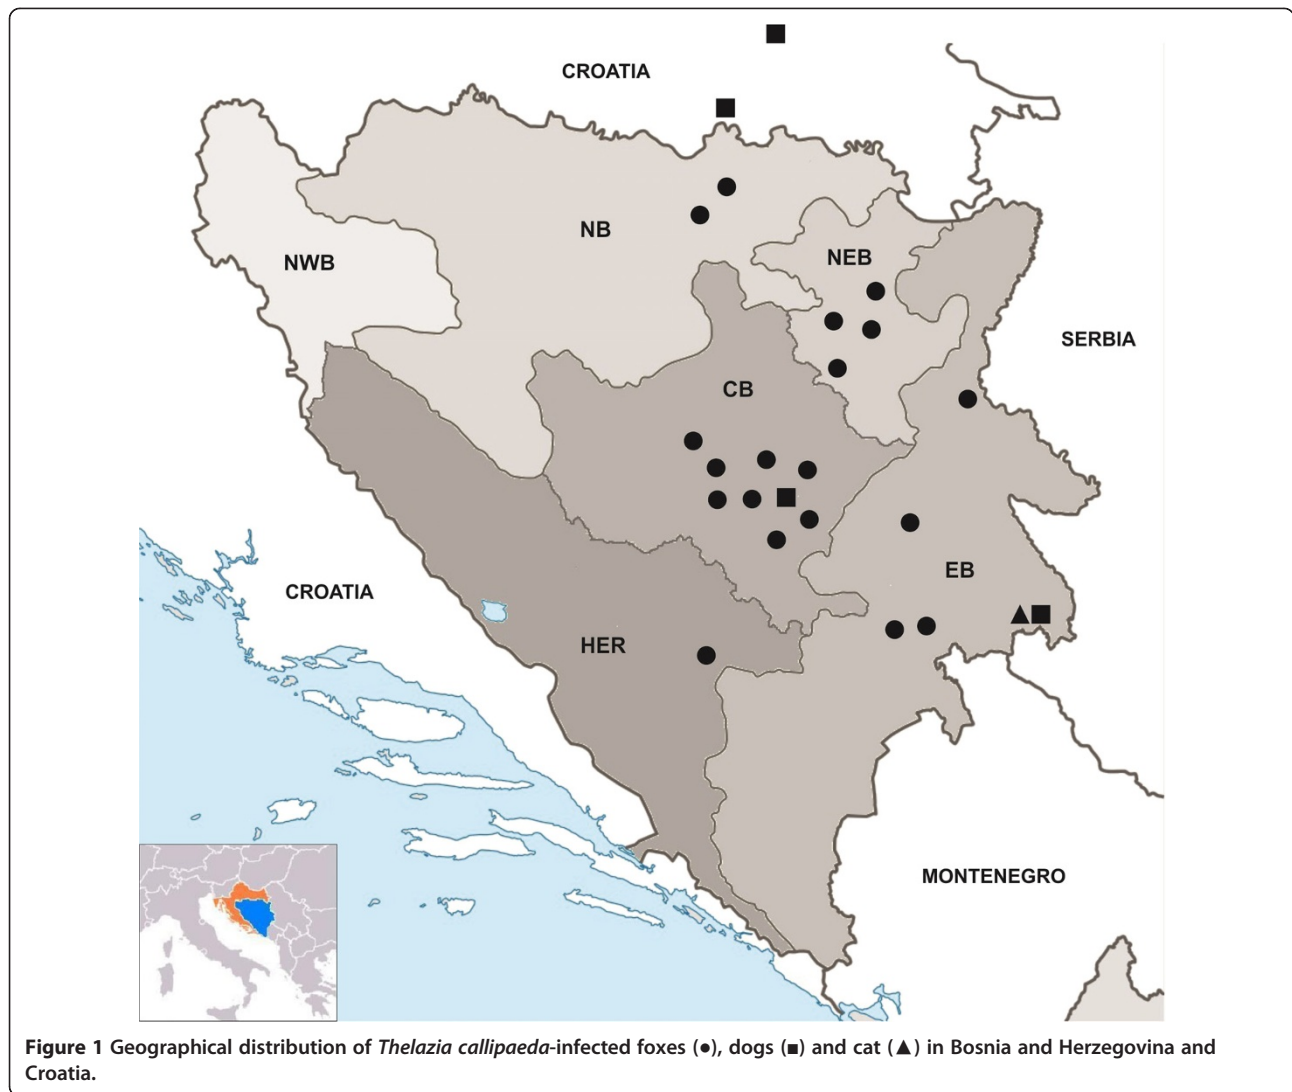 CROATIA
NB
NWB
NEB
SERBIA
CB
EB
CROATIA
HER
MONTENEGRO
Figure 1 Geographical distribution of Thelazia callipaeda-infected foxes (●), dogs (■) and cat (▲) in Bosnia and Herzegovina and
Croatia.